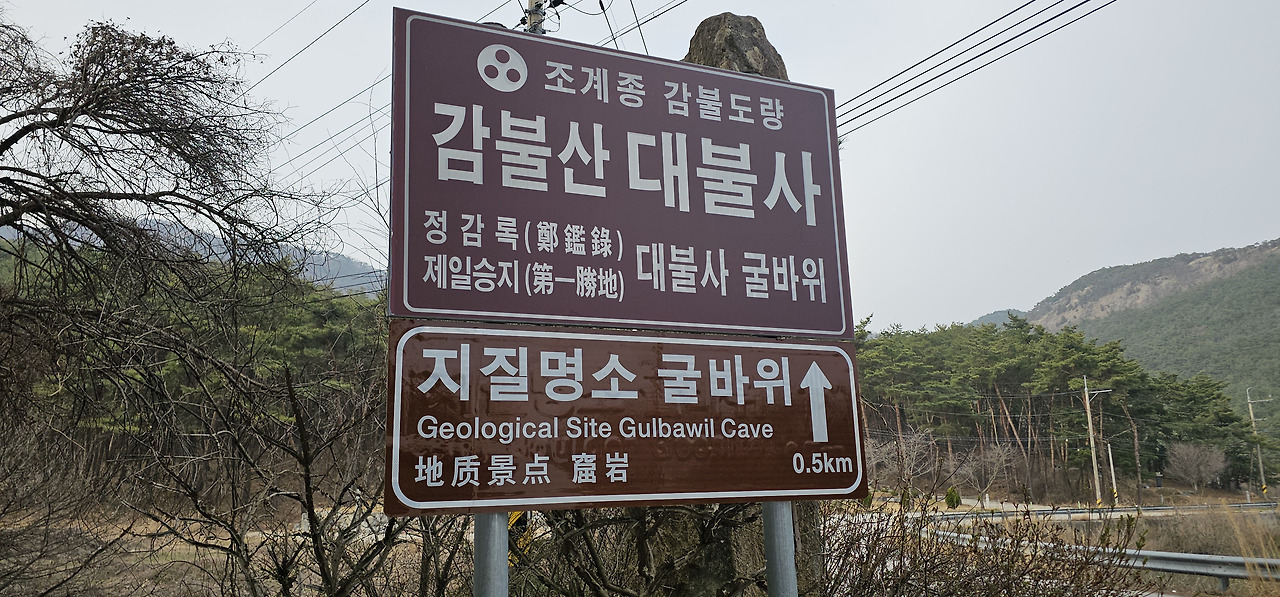 조계종 감불도량
감불산 대불사
정감록(鄭鑑錄)
제일승지(第一勝地)
대불사 굴바위
지질명소 굴바위
Geological Site Gulbawil Cave
地质景点 窟岩
0.5km